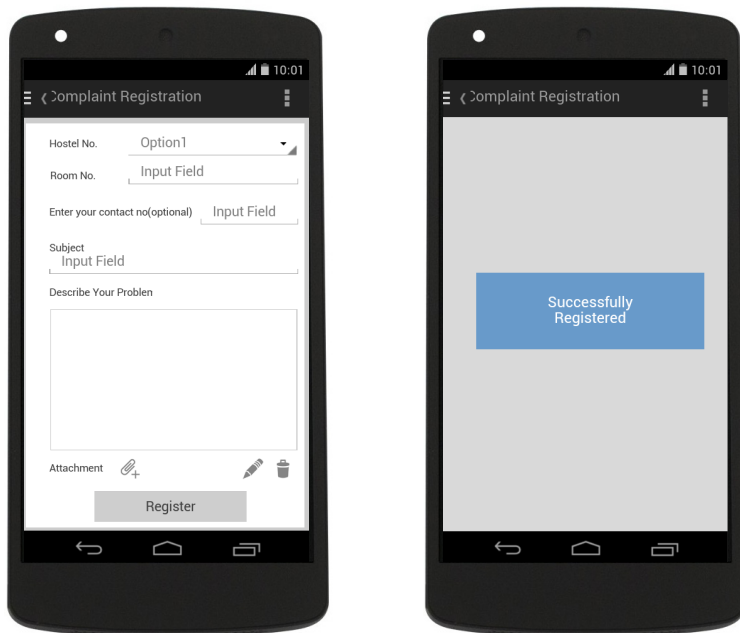 10:01
Complaint Registration
Hostel No. Option1
Room No. Input Field
Enter your contact no(optional) Input Field
Subject
Input Field
Describe Your Problen
Attachment
Register
10:01
Complaint Registration
Successfully
Registered